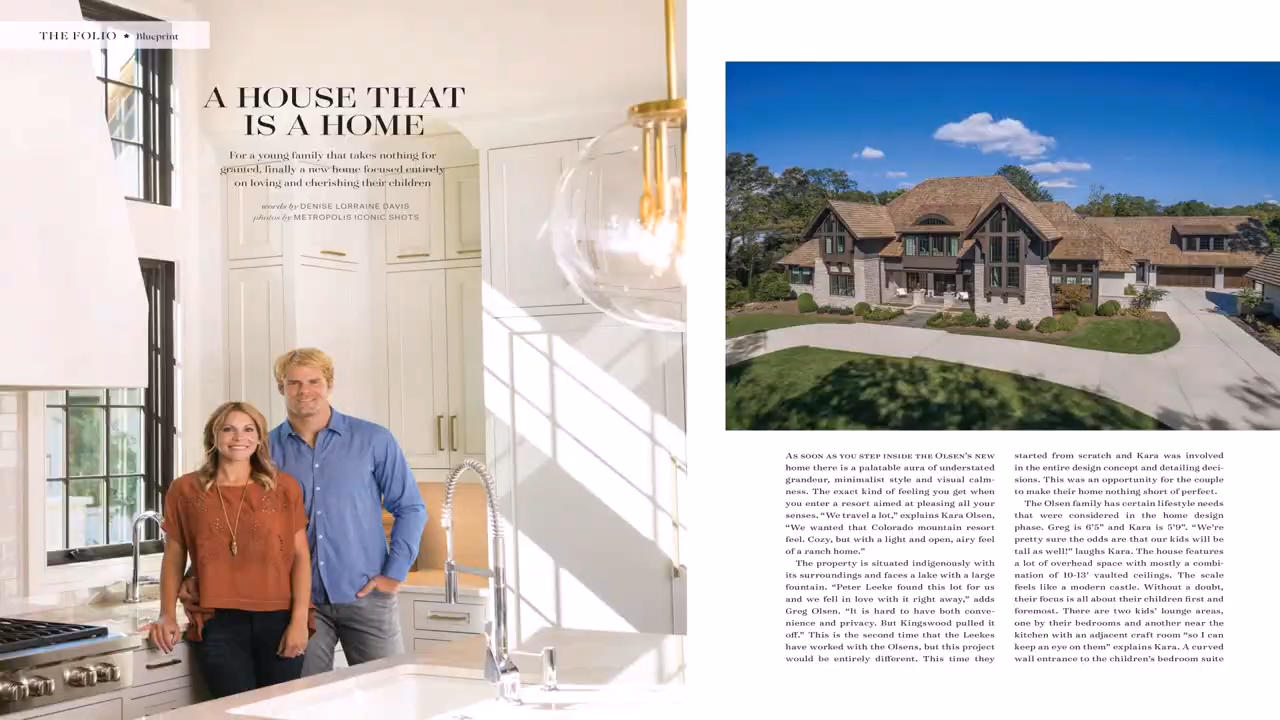 THE FOLIO ★ Blueprint
A HOUSE THAT
IS A HOME
For a young family that takes nothing for
granted, finally a new home focused entirely
on loving and cherishing their children
words by DENISE LORRAINE DAVIS
photos by METROPOLIS ICONIC SHOTS
AS SOON AS YOU STEP INSIDE THE OLSEN'S NEW
home there is a palatable aura of understated
grandeur, minimalist style and visual calm-
ness. The exact kind of feeling you get when
you enter a resort aimed at pleasing all your
senses. “We travel a lot,” explains Kara Olsen,
“We wanted that Colorado mountain resort
feel. Cozy, but with a light and open, airy feel
of a ranch home.”
The property is situated indigenously with
its surroundings and faces a lake with a large
fountain. “Peter Leeke found this lot for us
and we fell in love with it right away,” adds
Greg Olsen. “It is hard to have both conve-
nience and privacy. But Kingswood pulled it
off.” This is the second time that the Leekes
have worked with the Olsens, but this project
would be entirely different. This time they
started from scratch and Kara was involved
in the entire design concept and detailing deci-
sions. This was an opportunity for the couple
to make their home nothing short of perfect.
The Olsen family has certain lifestyle needs
that were considered in the home design
phase. Greg is 6'5" and Kara is 5'9". “We're
pretty sure the odds are that our kids will be
tall as well!” laughs Kara. The house features
a lot of overhead space with mostly a combi-
nation of 10-13' vaulted ceilings. The scale
feels like a modern castle. Without a doubt,
their focus is all about their children first and
foremost. There are two kids' lounge areas,
one by their bedrooms and another near the
kitchen with an adjacent craft room “so I can
keep an eye on them” explains Kara. A curved
wall entrance to the children's bedroom suite